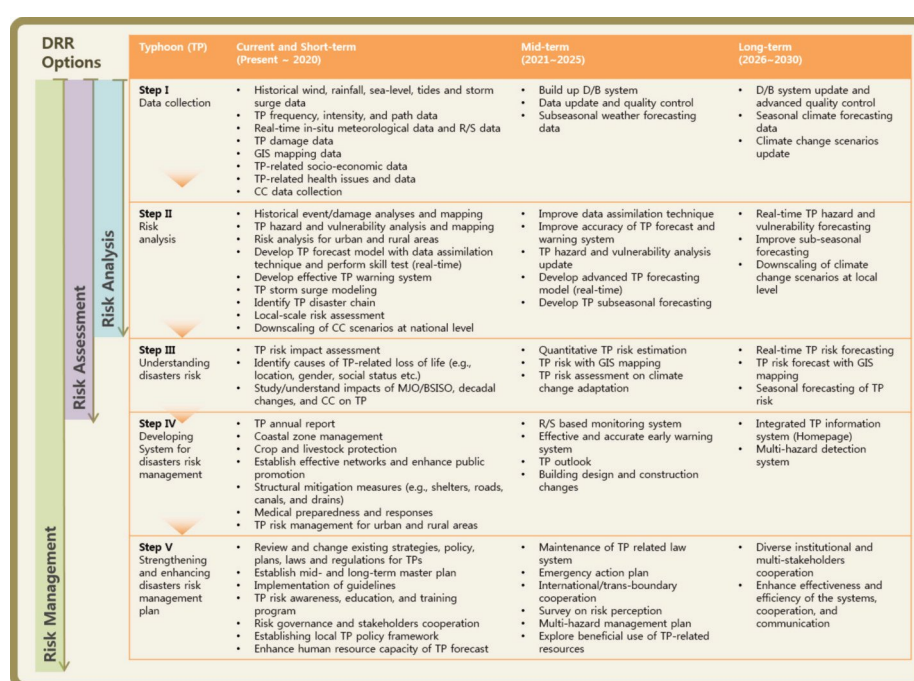 DRR
Options
Typhoon (TP)
Current and Short-term
(Present ~ 2020)
Mid-term
(2021~2025)
Long-term
(2026~2030)
Risk Management
Risk Assessment
Risk Analysis
Step I
Data collection
• Historical wind, rainfall, sea-level, tides and storm
surge data
• TP frequency, intensity, and path data
• Real-time in-situ meteorological data and R/S data
• TP damage data
• GIS mapping data
• TP-related socio-economic data
• TP-related health issues and data
• CC data collection
• Build up D/B system
• Data update and quality control
• Subseasonal weather forecasting
data
• D/B system update and
advanced quality control
• Seasonal climate forecasting
data
• Climate change scenarios
update
Step II
Risk
analysis
• Historical event/damage analyses and mapping
• TP hazard and vulnerability analysis and mapping
• Risk analysis for urban and rural areas
• Develop TP forecast model with data assimilation
technique and perform skill test (real-time)
• Develop effective TP warning system
• TP storm surge modeling
• Identify TP disaster chain
• Local-scale risk assessment
• Downscaling of CC scenarios at national level
• Improve data assimilation technique
• Improve accuracy of TP forecast and
warning system
• TP hazard and vulnerability analysis
update
• Develop advanced TP forecasting
model (real-time)
• Develop TP subseasonal forecasting
• Real-time TP hazard and
vulnerability forecasting
• Improve sub-seasonal
forecasting
• Downscaling of climate
change scenarios at local
level
Step III
Understanding
disasters risk
• TP risk impact assessment
• Identify causes of TP-related loss of life (e.g.,
location, gender, social status etc.)
• Study/understand impacts of MJO/BSISO, decadal
changes, and CC on TP
• Quantitative TP risk estimation
• TP risk with GIS mapping
• TP risk assessment on climate
change adaptation
• Real-time TP risk forecasting
• TP risk forecast with GIS
mapping
• Seasonal forecasting of TP
risk
Step IV
Developing
System for
disasters risk
management
• TP annual report
• Coastal zone management
• Crop and livestock protection
• Establish effective networks and enhance public
promotion
• Structural mitigation measures (e.g., shelters, roads,
canals, and drains)
• Medical preparedness and responses
• TP risk management for urban and rural areas
• R/S based monitoring system
• Effective and accurate early warning
system
• TP outlook
• Building design and construction
changes
• Integrated TP information
system (Homepage)
• Multi-hazard detection
system
Step V
Strengthening
and enhancing
disasters risk
management
plan
• Review and change existing strategies, policy,
plans, laws and regulations for TPs
• Establish mid- and long-term master plan
• Implementation of guidelines
• TP risk awareness, education, and training
program
• Risk governance and stakeholders cooperation
• Establishing local TP policy framework
• Enhance human resource capacity of TP forecast
• Maintenance of TP related law
system
• Emergency action plan
• International/trans-boundary
cooperation
• Survey on risk perception
• Multi-hazard management plan
• Explore beneficial use of TP-related
resources
• Diverse institutional and
multi-stakeholders
cooperation
• Enhance effectiveness and
efficiency of the systems,
cooperation, and
communication